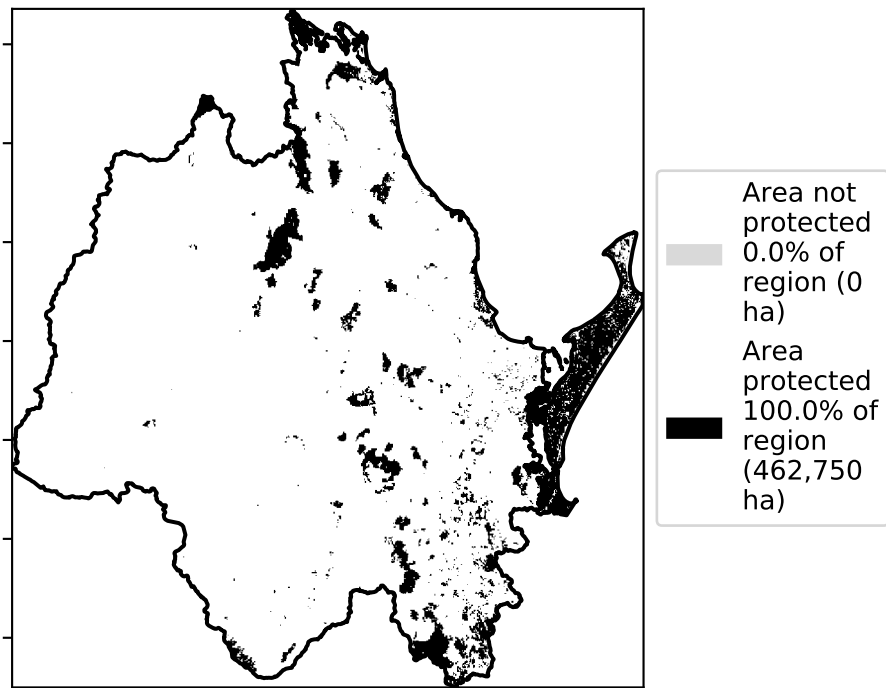 Area not
protected
0.0% of
region (0
ha)
Area
protected
100.0% of
region
(462,750
ha)